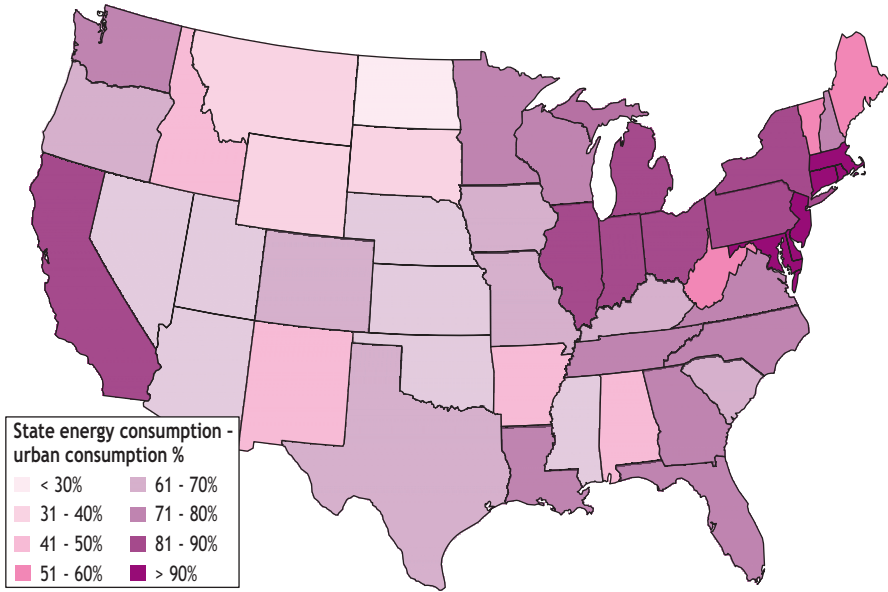 State energy consumption -
urban consumption %
< 30%
31 - 40%
41 - 50%
51 - 60%
61 - 70%
71 - 80%
81 - 90%
> 90%